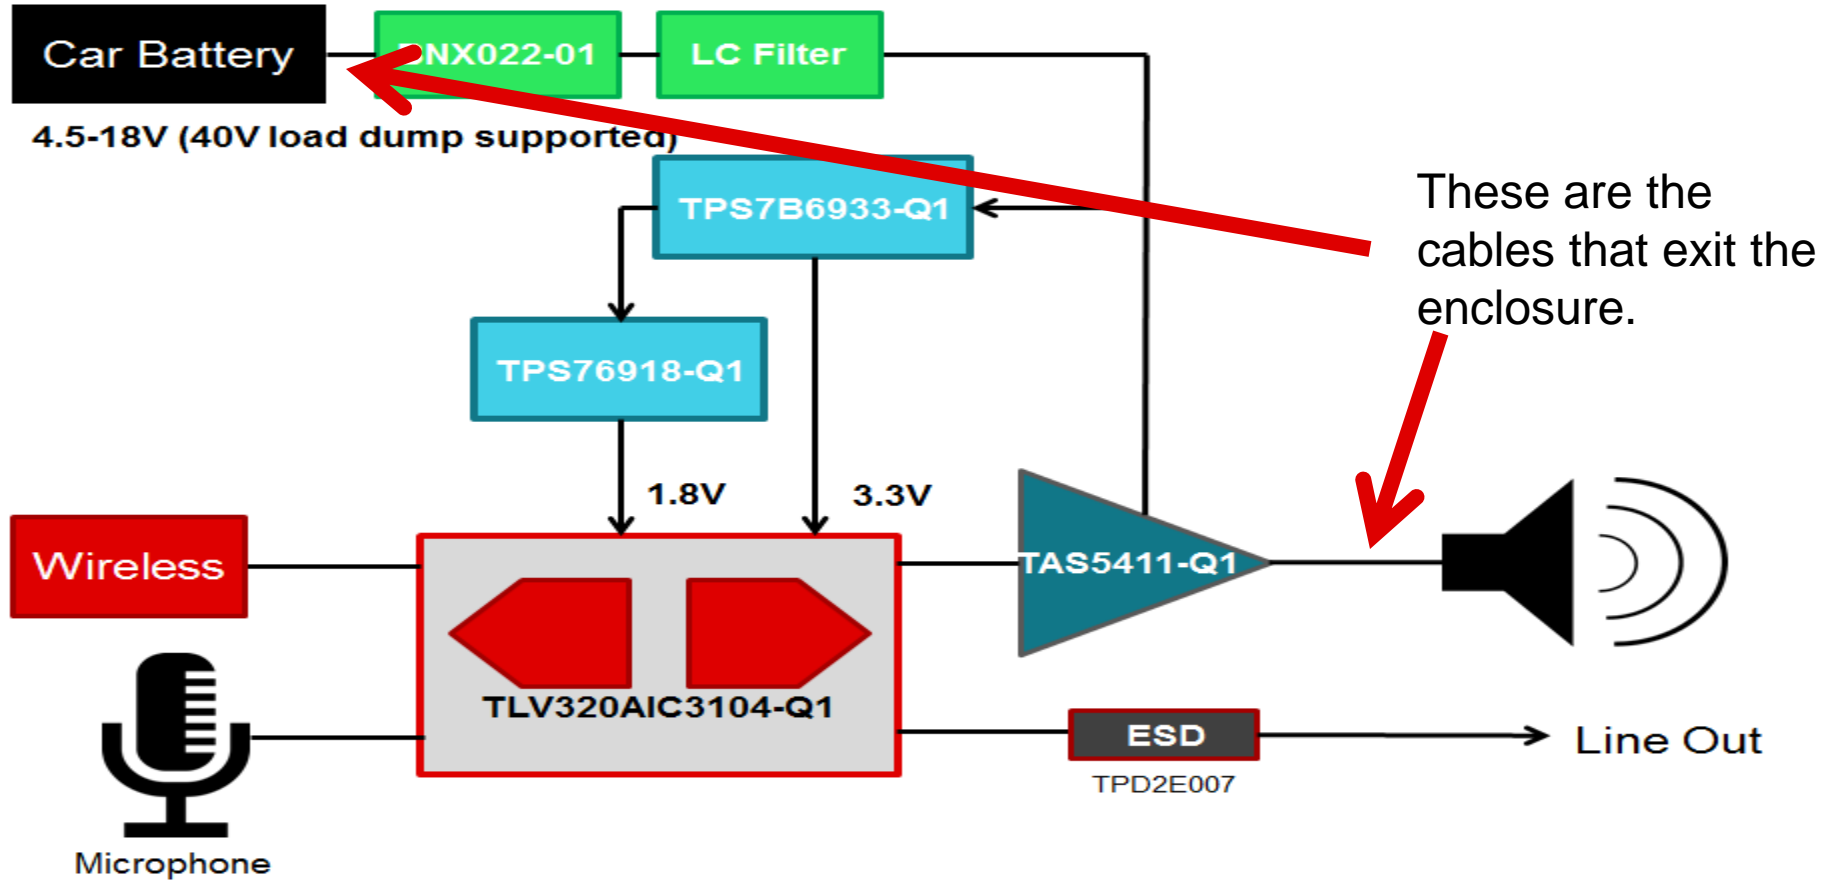 Car Battery
NX022-01
LC Filter
4.5-18V (40V load dump supported)
TPS7B6933-Q1
These are the
cables that exit the
enclosure.
TPS76918-Q1
1.8V
3.3V
Wireless
TAS5411-Q1
TLV320AIC3104-Q1
ESD
Line Out
TPD2E007
Microphone